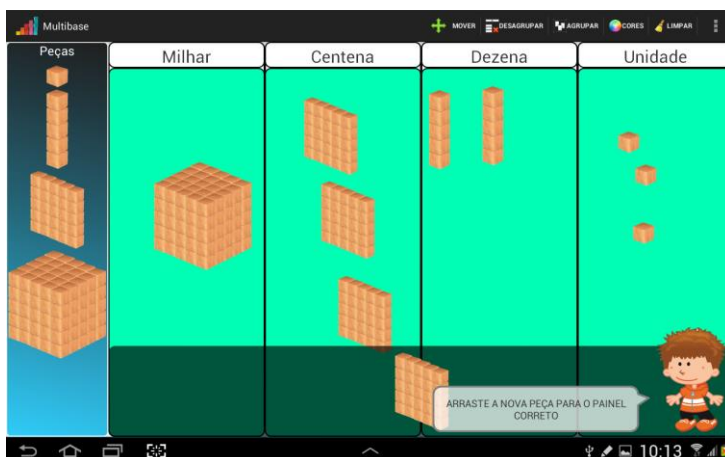 Multibase
MOVER
DESAGRUPAR
AGRUPAR
CORES
LIMPAR
Peças
Milhar
Centena
Dezena
Unidade
ARRASTE A NOVA PEÇA PARA O PAINEL
CORRETO
10:13